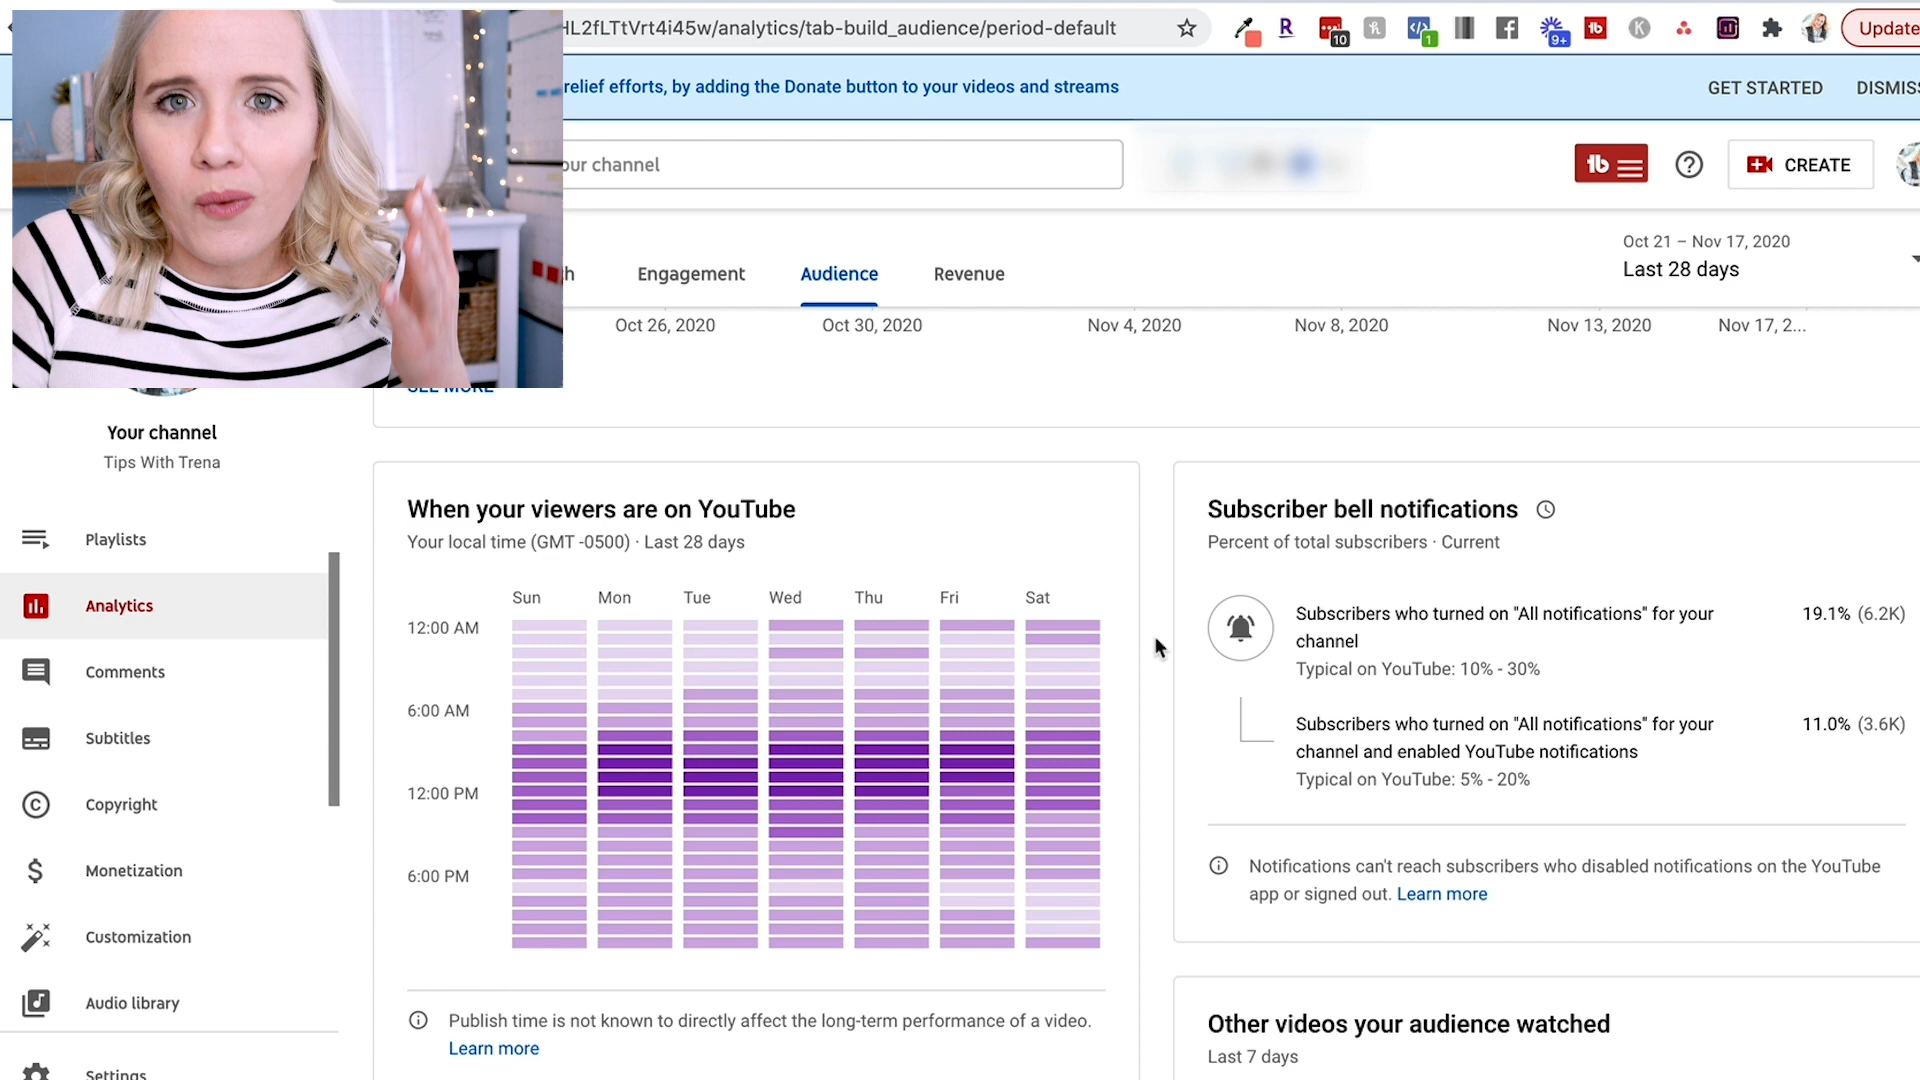 HL2fLTtVrt4i45w/analytics/tab-build_audience/period-default
10
1
9+
Update
relief efforts, by adding the Donate button to your videos and streams
GET STARTED
DISMISS
our channel
CREATE
Oct 21 – Nov 17, 2020
Last 28 days
h
Engagement
Audience
Revenue
Oct 26, 2020
Oct 30, 2020
Nov 4, 2020
Nov 8, 2020
Nov 13, 2020
Nov 17, 2...
SEE MORE
Your channel
Tips With Trena
Playlists
Analytics
Comments
Subtitles
Copyright
Monetization
Customization
Audio library
Settings
When your viewers are on YouTube
Your local time (GMT -0500) · Last 28 days
Sun Mon Tue Wed Thu Fri Sat
12:00 AM
6:00 AM
12:00 PM
6:00 PM
Publish time is not known to directly affect the long-term performance of a video.
Learn more
Subscriber bell notifications
Percent of total subscribers · Current
Subscribers who turned on "All notifications" for your 19.1% (6.2K)
channel
Typical on YouTube: 10% - 30%
Subscribers who turned on "All notifications" for your 11.0% (3.6K)
channel and enabled YouTube notifications
Typical on YouTube: 5% - 20%
Notifications can't reach subscribers who disabled notifications on the YouTube
app or signed out. Learn more
Other videos your audience watched
Last 7 days